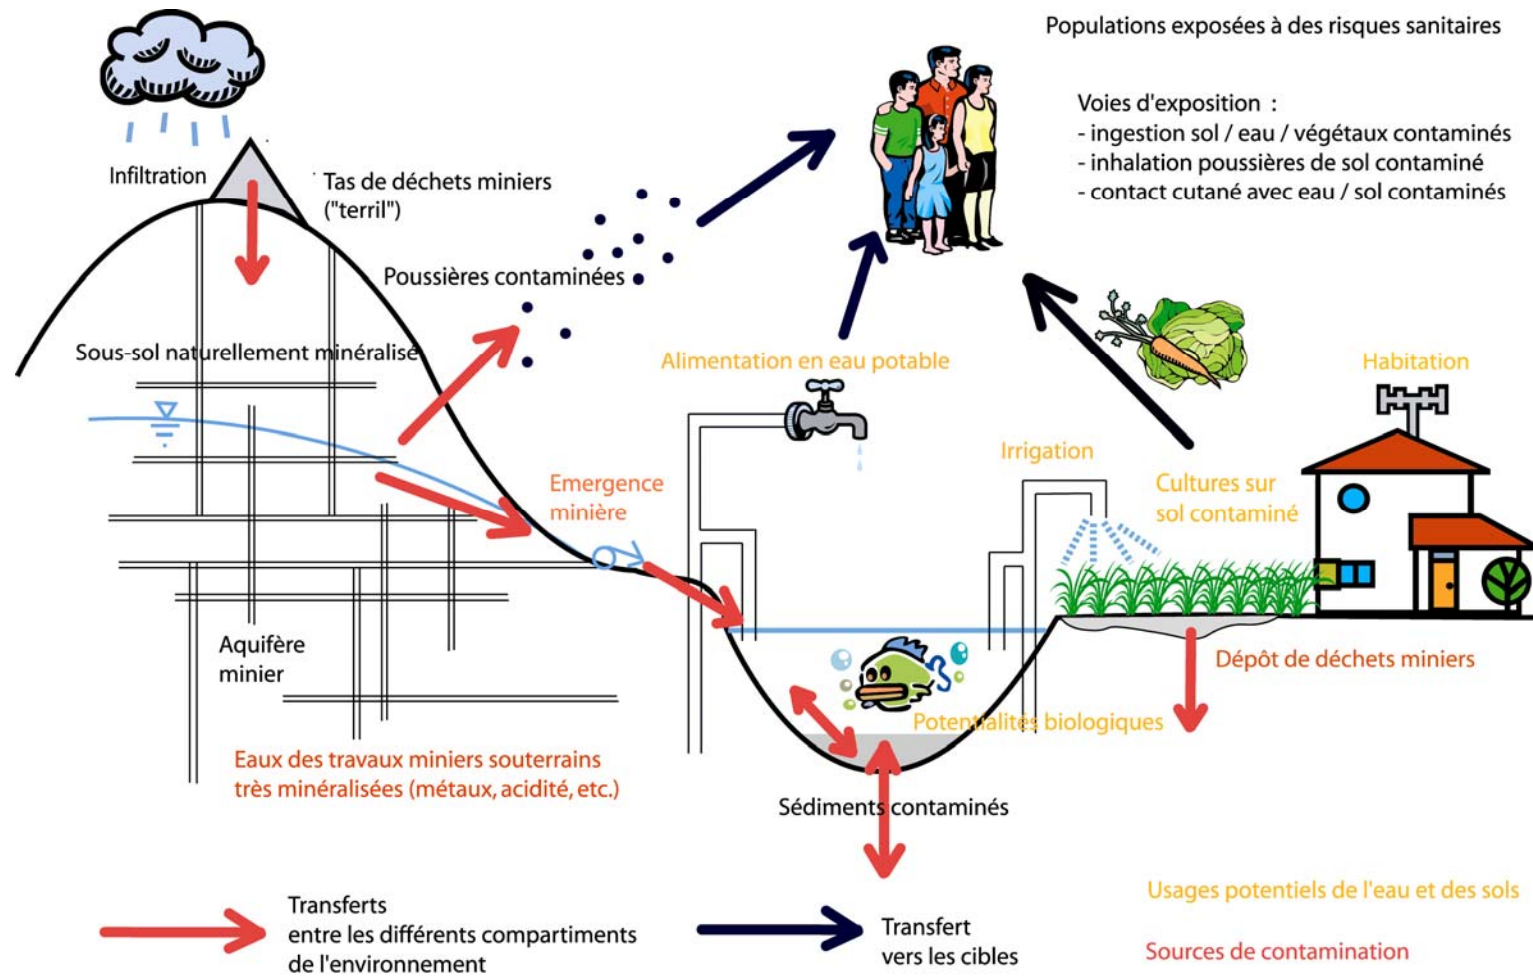 Populations exposées à des risques sanitaires
Voies d'exposition :
- ingestion sol / eau / végétaux contaminés
- inhalation poussières de sol contaminé
- contact cutané avec eau / sol contaminés
Infiltration
Tas de déchets miniers
("terril")
Poussières contaminées
Sous-sol naturellement minéralisé
Alimentation en eau potable
Habitation
Irrigation
Cultures sur
sol contaminé
Emergence
minière
Aquifère
minier
Dépôt de déchets miniers
Potentialités biologiques
Eaux des travaux miniers souterrains
très minéralisées (métaux, acidité, etc.)
Sédiments contaminés
Transferts
entre les différents compartiments
de l'environnement
Transfert
vers les cibles
Usages potentiels de l'eau et des sols
Sources de contamination